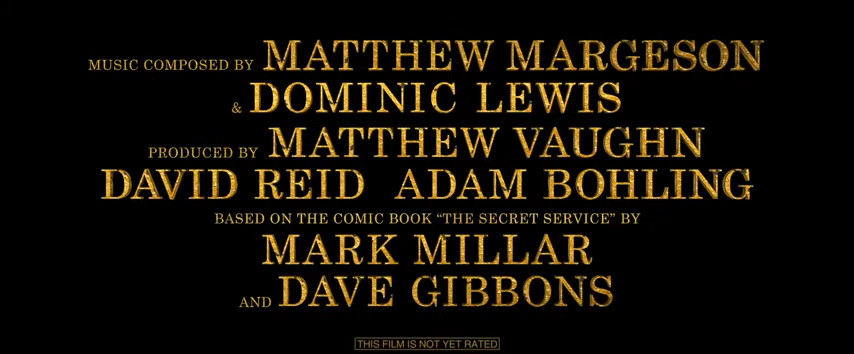 MUSIC COMPOSED BY MATTHEW MARGESON
& DOMINIC LEWIS
PRODUCED BY MATTHEW VAUGHN
DAVID REID ADAM BOHLING
BASED ON THE COMIC BOOK “THE SECRET SERVICE” BY
MARK MILLAR
AND DAVE GIBBONS
THIS FILM IS NOT YET RATED